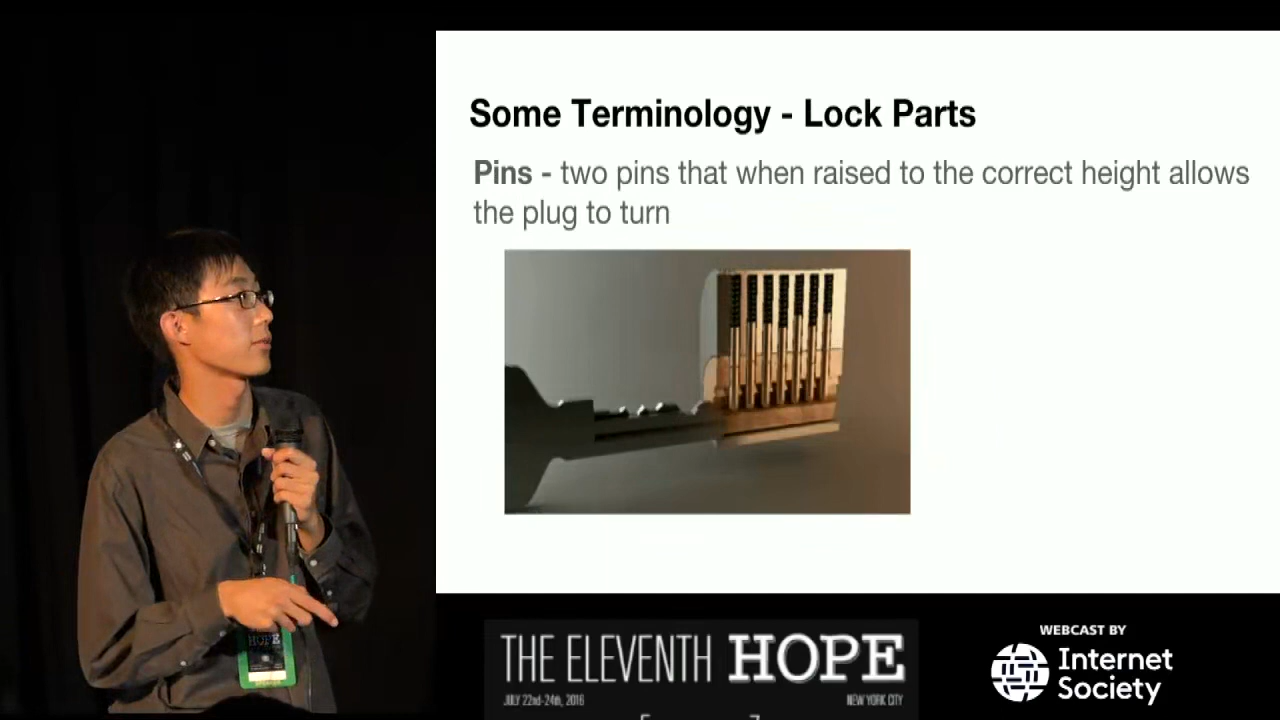 Some Terminology - Lock Parts
Pins - two pins that when raised to the correct height allows
the plug to turn
HOPE
THE ELEVENTH HOPE
JULY 22nd-24th, 2016
NEW YORK CITY
WEBCAST BY
Internet
Society